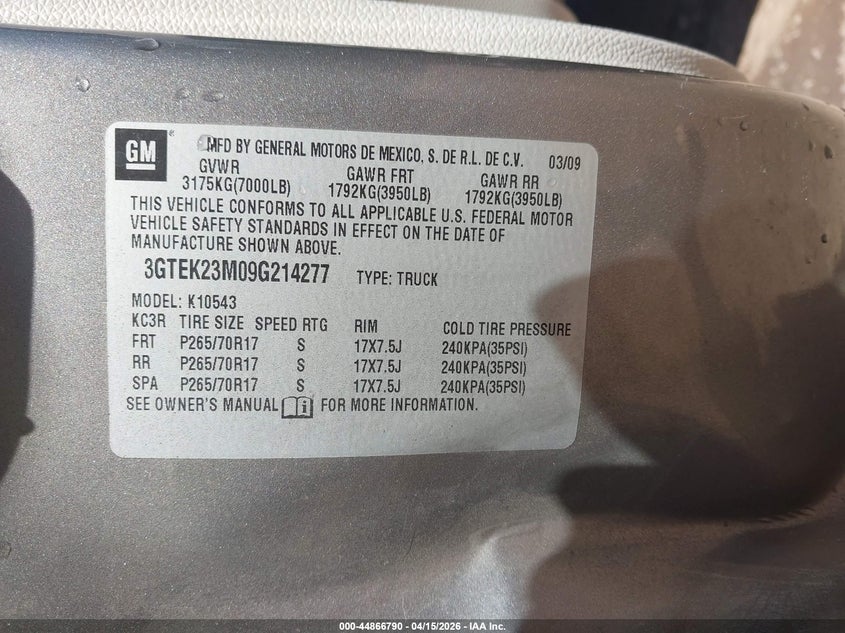 GM
MFD BY GENERAL MOTORS DE MEXICO, S. DE R.L. DE C.V. 03/09
GVWR GAWR FRT GAWR RR
3175KG(7000LB) 1792KG(3950LB) 1792KG(3950LB)
THIS VEHICLE CONFORMS TO ALL APPLICABLE U.S. FEDERAL MOTOR
VEHICLE SAFETY STANDARDS IN EFFECT ON THE DATE OF
MANUFACTURE SHOWN ABOVE.
3GTEK23M09G214277 TYPE: TRUCK
MODEL: K10543
KC3R TIRE SIZE SPEED RTG RIM COLD TIRE PRESSURE
FRT P265/70R17 S 17X7.5J 240KPA(35PSI)
RR P265/70R17 S 17X7.5J 240KPA(35PSI)
SPA P265/70R17 S 17X7.5J 240KPA(35PSI)
SEE OWNER'S MANUAL i FOR MORE INFORMATION.
000-44866790 - 04/15/2026 - IAA Inc.